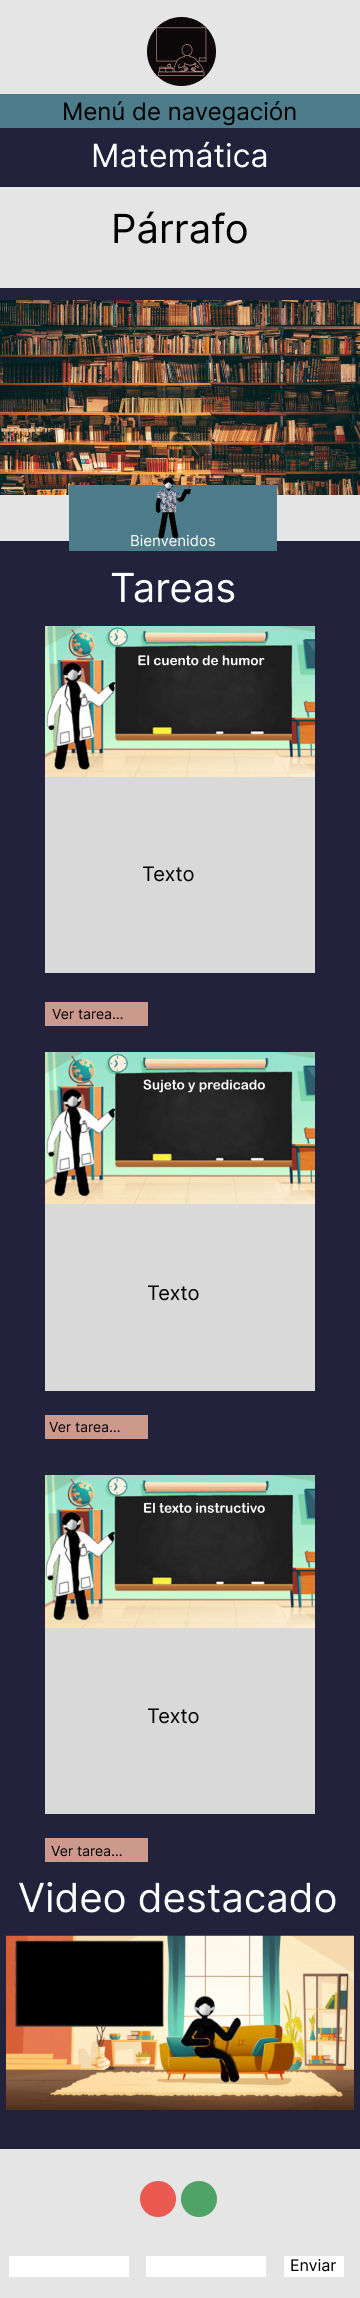 Menú de navegación
Matemática
Párrafo
Bienvenidos
Tareas
El cuento de humor
Texto
Ver tarea...
Sujeto y predicado
Texto
Ver tarea...
El texto instructivo
Texto
Ver tarea...
Video destacado
Enviar